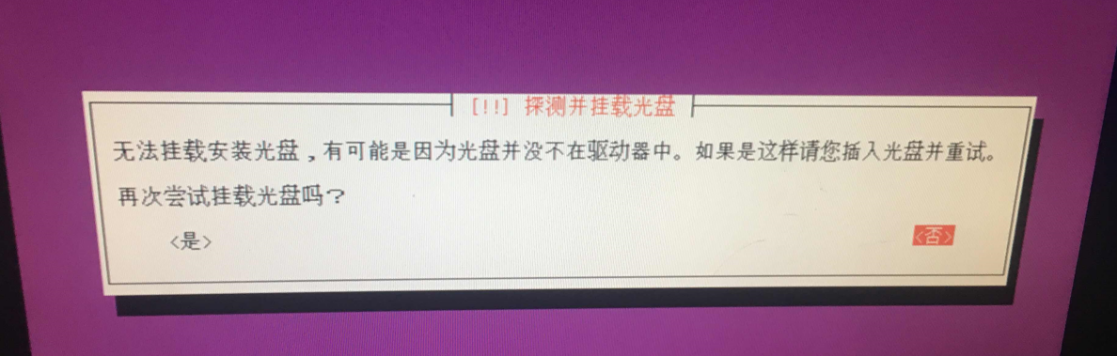 [!!] 探测并挂载光盘
无法挂载安装光盘,有可能是因为光盘并没不在驱动器中。如果是这样请您插入光盘并重试。
再次尝试挂载光盘吗?
<是> <否>